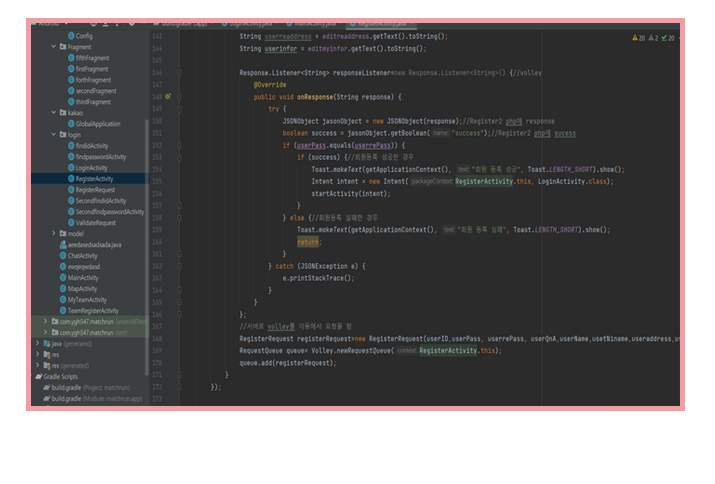 Config
Fragment
fifthFragment
firstFragment
forthFragment
secondFragment
thirdFragment
kakao
GlobalApplication
login
findidActivity
findpasswordActivity
LoginActivity
RegisterActivity
RegisterRequest
SecondfindidActivity
SecondfindpasswordActivity
ValidateRequest
model
aeedasedsadsada.java
ChatActivity
ewqeqwdasd
MainActivity
MapActivity
MyTeamActivity
TeamRegisterActivity
com.ygh547.matchrun (androidTest)
com.ygh547.matchrun (test)
java (generated)
res
res (generated)
Gradle Scripts
build.gradle (Project: matchrun)
build.gradle (Module: matchrun.app)
20 2 20
143 String userreaddress = editreaddress.getText().toString();
144 String userinfor = editmyinfor.getText().toString();
145
146 Response.Listener<String> responseListener=new Response.Listener<String>() {//volley
147 @Override
148 public void onResponse(String response) {
149 try {
150 JSONObject jasonObject = new JSONObject(response);//Register2 php에 response
151 boolean success = jasonObject.getBoolean( name: "success");//Register2 php에 sucess
152 if (userPass.equals(userrePass)) {
153 if (success) {//회원등록 성공한 경우
154 Toast.makeText(getApplicationContext(), text: "회원 등록 성공", Toast.LENGTH_SHORT).show();
155 Intent intent = new Intent( packageContext: RegisterActivity.this, LoginActivity.class);
156 startActivity(intent);
157 }
158 } else {//회원등록 실패한 경우
159 Toast.makeText(getApplicationContext(), text: "회원 등록 실패", Toast.LENGTH_SHORT).show();
160 return;
161 }
162 } catch (JSONException e) {
163 e.printStackTrace();
164 }
165 }
166 };
167 //서버로 volley를 이용해서 요청을 함
168 RegisterRequest registerRequest=new RegisterRequest(userID,userPass, userrePass, userQnA,userName,usetNiname,useraddress,us
169 RequestQueue queue= Volley.newRequestQueue( context: RegisterActivity.this);
170 queue.add(registerRequest);
171 }
172 });
173